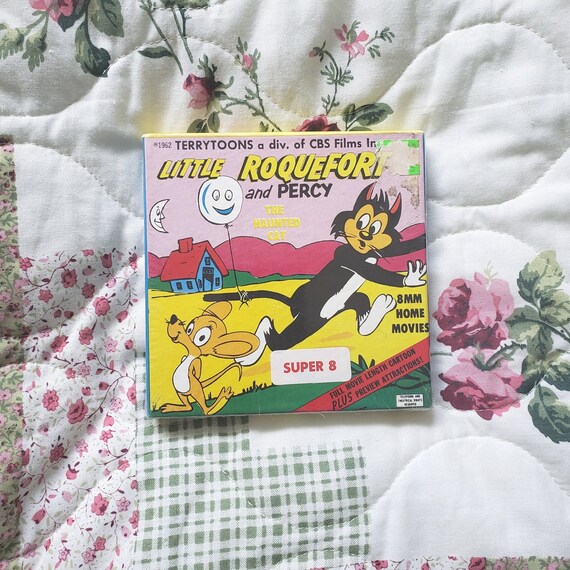 ©1962 TERRYTOONS a div. of CBS Films In
LITTLE ROQUEFORT
and PERCY
THE
HAUNTED
CAT
8MM
HOME
MOVIES
SUPER 8
FULL MOVIE LENGTH CARTOON
PLUS PREVIEW ATTRACTIONS!